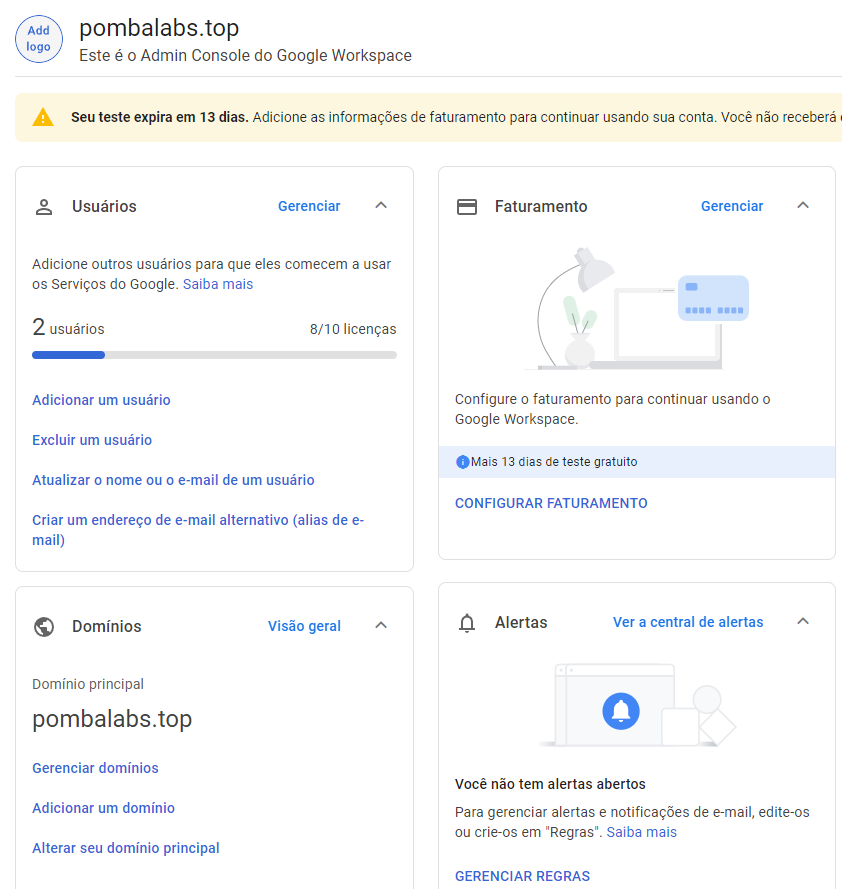 Add
logo
pombalabs.top
Este é o Admin Console do Google Workspace
Seu teste expira em 13 dias. Adicione as informações de faturamento para continuar usando sua conta. Você não receberá
Usuários
Gerenciar
Adicione outros usuários para que eles comecem a usar
os Serviços do Google. Saiba mais
2 usuários
8/10 licenças
Adicionar um usuário
Excluir um usuário
Atualizar o nome ou o e-mail de um usuário
Criar um endereço de e-mail alternativo (alias de e-
mail)
Faturamento
Gerenciar
Configure o faturamento para continuar usando o
Google Workspace.
Mais 13 dias de teste gratuito
CONFIGURAR FATURAMENTO
Domínios
Visão geral
Domínio principal
pombalabs.top
Gerenciar domínios
Adicionar um domínio
Alterar seu domínio principal
Alertas
Ver a central de alertas
Você não tem alertas abertos
Para gerenciar alertas e notificações de e-mail, edite-os
ou crie-os em "Regras". Saiba mais
GERENCIAR REGRAS